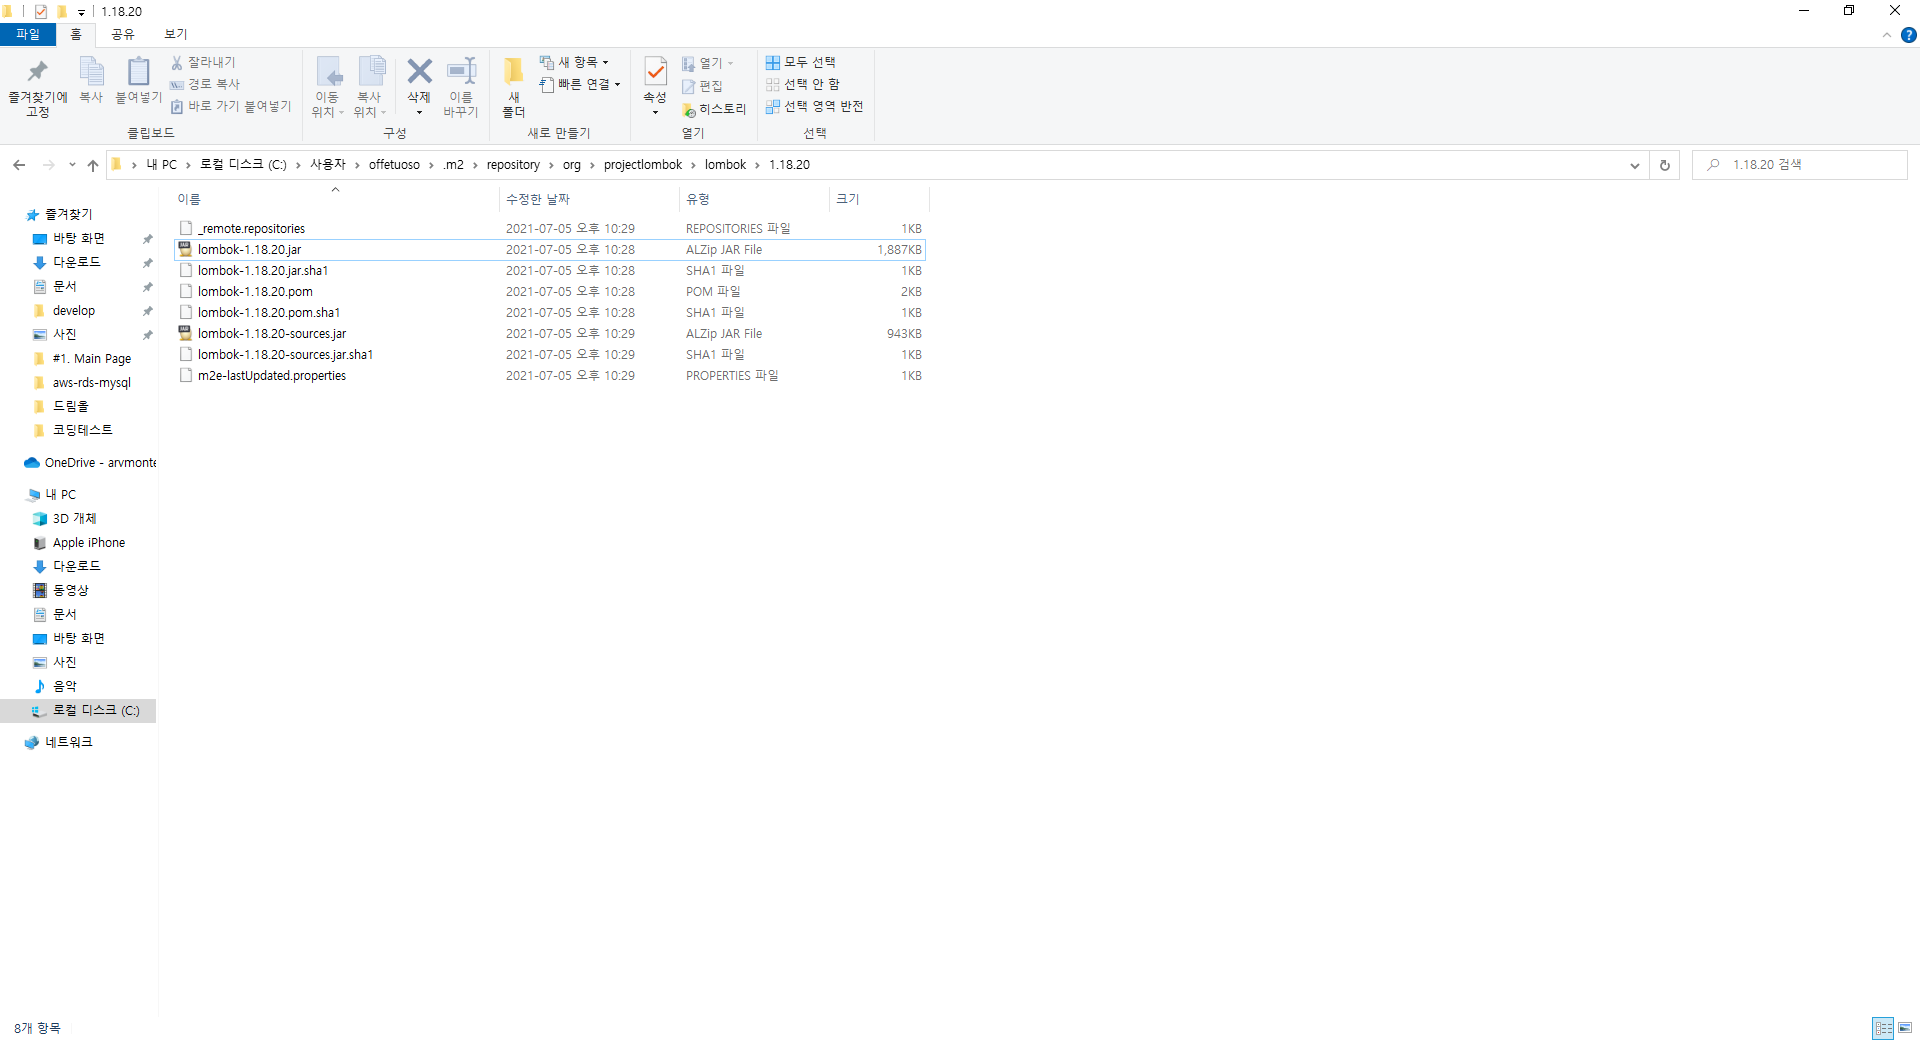 1.18.20
파일 홈 공유 보기
즐겨찾기에 고정
복사
붙여넣기
잘라내기
경로 복사
바로 가기 붙여넣기
클립보드
이동 위치
복사 위치
삭제
이름 바꾸기
구성
새 폴더
새 항목
빠른 연결
새로 만들기
속성
열기
편집
히스토리
열기
모두 선택
선택 안 함
선택 영역 반전
선택
내 PC 로컬 디스크 (C:) 사용자 offetuoso .m2 repository org projectlombok lombok 1.18.20
1.18.20 검색
즐겨찾기
바탕 화면
다운로드
문서
develop
사진
#1. Main Page
aws-rds-mysql
드림을
코딩테스트
OneDrive - arvmonte
내 PC
3D 개체
Apple iPhone
다운로드
동영상
문서
바탕 화면
사진
음악
로컬 디스크 (C:)
네트워크
이름 수정한 날짜 유형 크기
_remote.repositories 2021-07-05 오후 10:29 REPOSITORIES 파일 1KB
lombok-1.18.20.jar 2021-07-05 오후 10:28 ALZip JAR File 1,887KB
lombok-1.18.20.jar.sha1 2021-07-05 오후 10:28 SHA1 파일 1KB
lombok-1.18.20.pom 2021-07-05 오후 10:28 POM 파일 2KB
lombok-1.18.20.pom.sha1 2021-07-05 오후 10:28 SHA1 파일 1KB
lombok-1.18.20-sources.jar 2021-07-05 오후 10:29 ALZip JAR File 943KB
lombok-1.18.20-sources.jar.sha1 2021-07-05 오후 10:29 SHA1 파일 1KB
m2e-lastUpdated.properties 2021-07-05 오후 10:29 PROPERTIES 파일 1KB
8개 항목